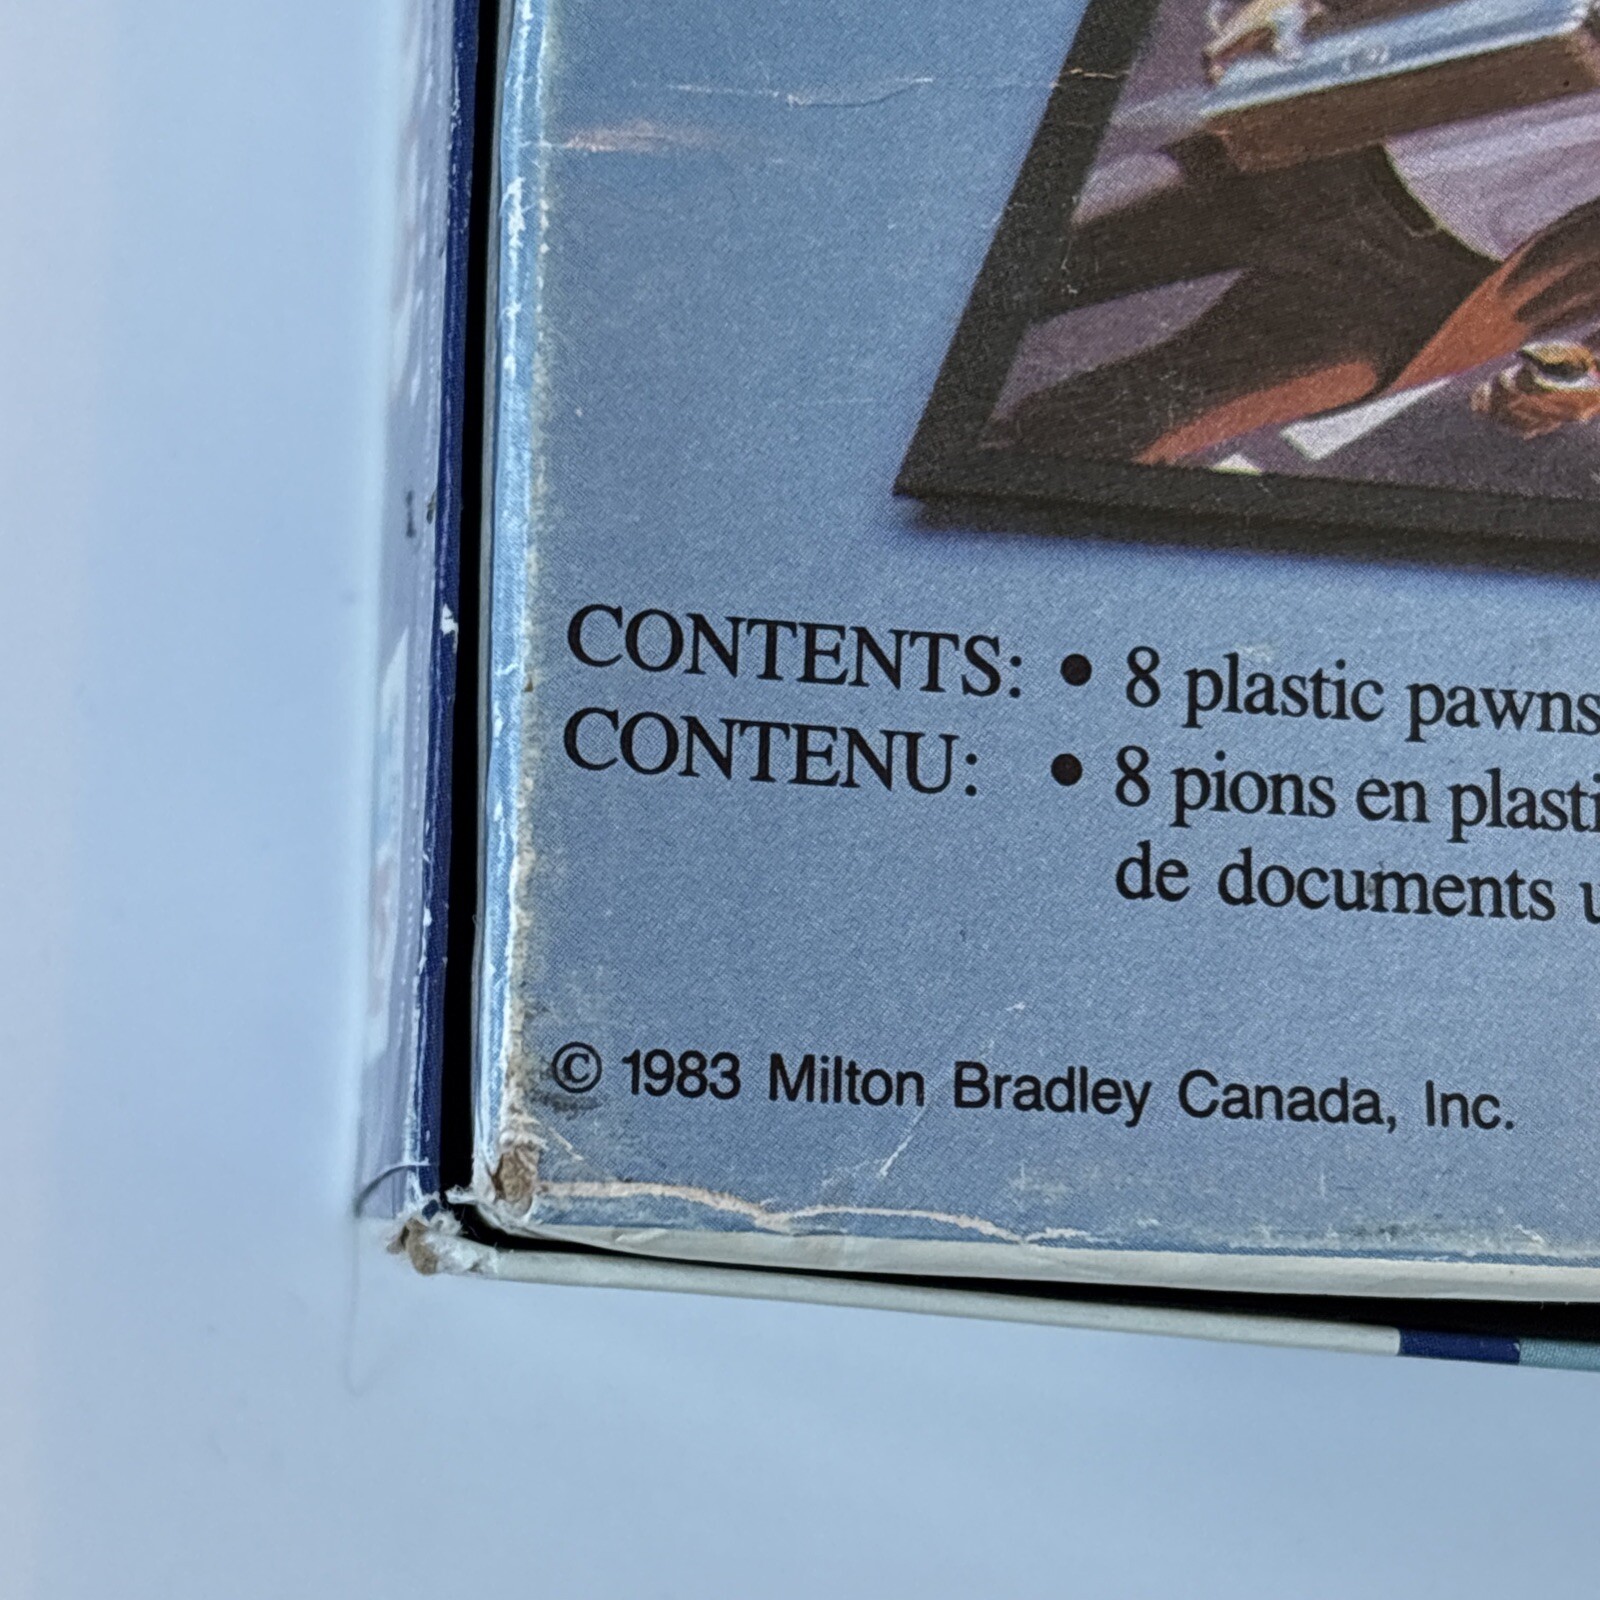 CONTENTS: • 8 plastic pawns
CONTENU: • 8 pions en plasti
de documents u
© 1983 Milton Bradley Canada, Inc.